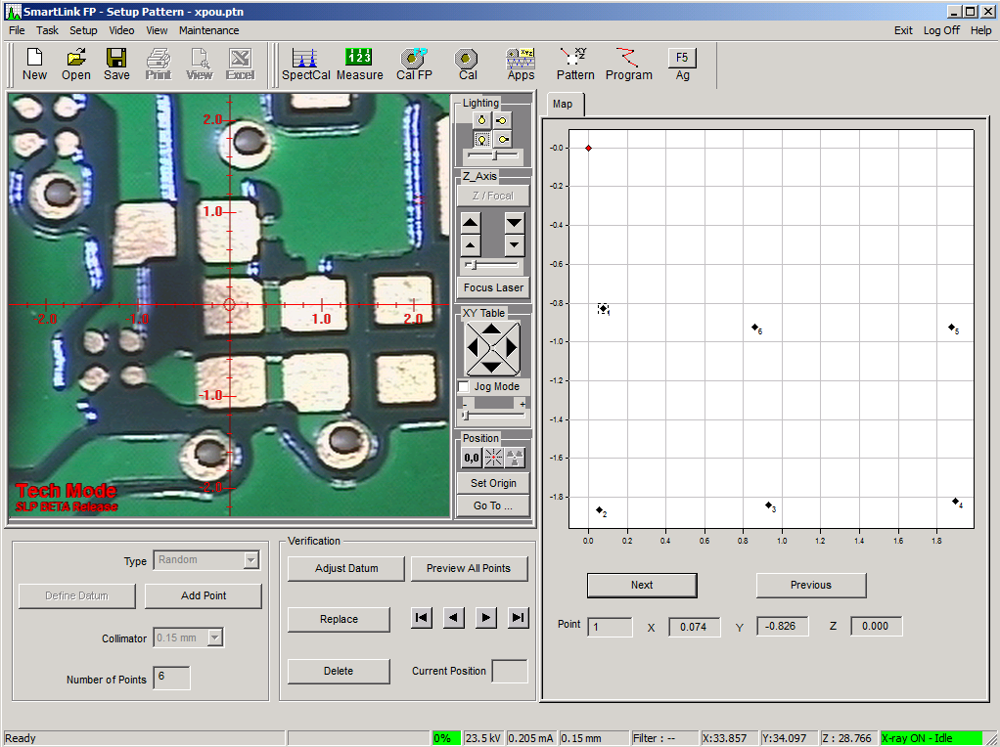 SmartLink FP - Setup Pattern - xpou.ptn
File Task Setup Video View Maintenance Exit Log Off Help
New Open Save Print View Excel SpectCal Measure Cal FP Cal Apps Pattern Program Ag
123
XYZ
XY
F5
Lighting
Z_Axis
Z / Focal
Focus Laser
XY Table
Jog Mode
- +
Position
0,0
Set Origin
Go To ...
2.0
1.0
-2.0 -1.0 1.0 2.0
-1.0
-2.0
Tech Mode
SLP BETA Release
Map
-0.0
-0.2
-0.4
-0.6
-0.8
-1.0
-1.2
-1.4
-1.6
-1.8
1
6 5
2 3 4
0.0 0.2 0.4 0.6 0.8 1.0 1.2 1.4 1.6 1.8
Next Previous
Point 1 X 0.074 Y -0.826 Z 0.000
Type Random
Define Datum Add Point
Collimator 0.15 mm
Number of Points 6
Verification
Adjust Datum Preview All Points
Replace
Delete Current Position
Ready 0% 23.5 kV 0.205 mA 0.15 mm Filter : -- X:33.857 Y:34.097 Z : 28.766 X-ray ON - Idle